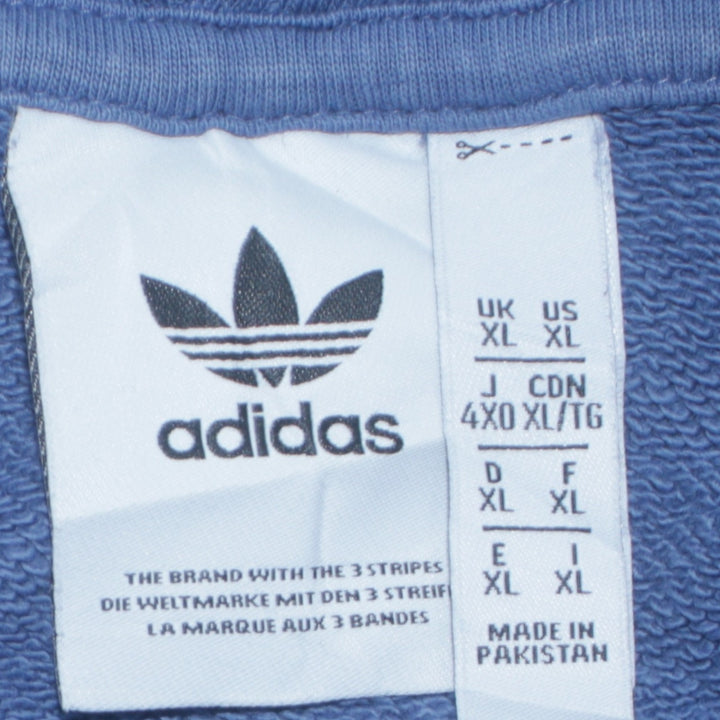 adidas
THE BRAND WITH THE 3 STRIPES
DIE WELTMARKE MIT DEN 3
LA MARQUE AUX 3 BANDES
UK US
XL XL
J CDN
4XO XL/TG
D F
XL XL
E I
XL XL
MADE IN
PAKISTAN